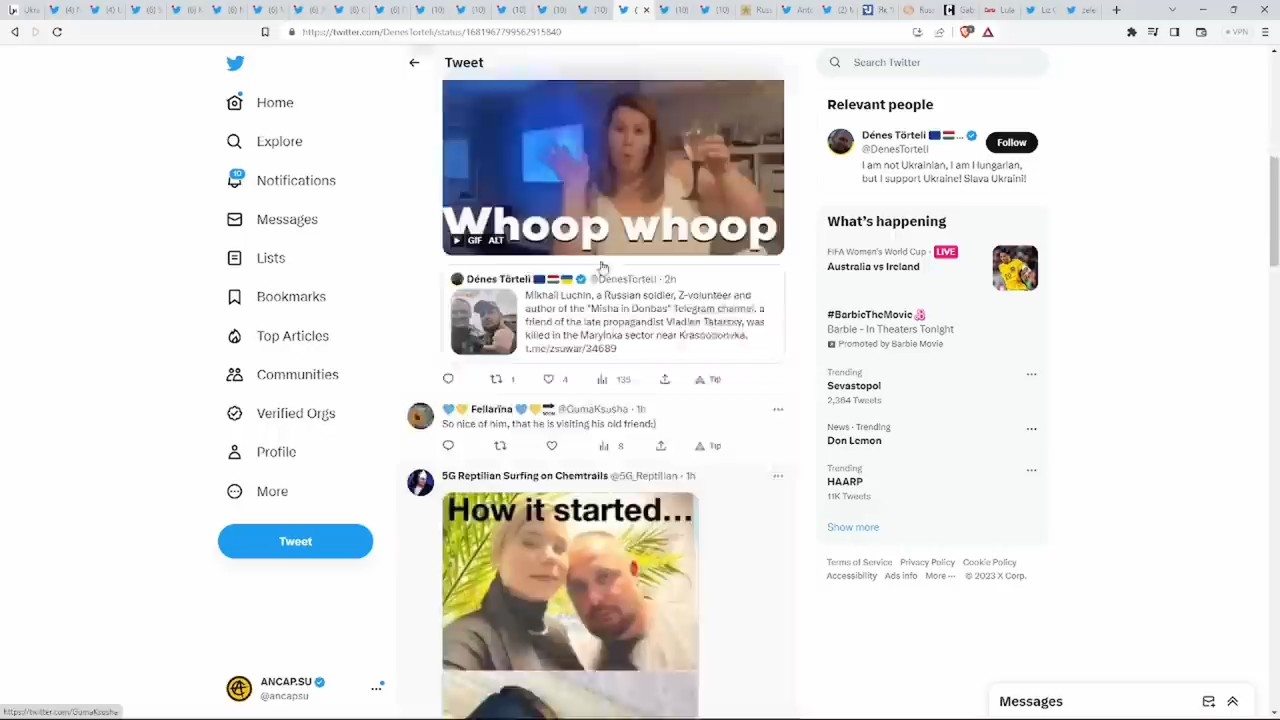 Ukra
https://twitter.com/DenesTorteli/status/1681967799562915840
VPN
Home
Explore
10
Notifications
Messages
Lists
Bookmarks
Top Articles
Communities
Verified Orgs
Profile
More
Tweet
ANCAP.SU
@ancapsu
https://twitter.com/GumaKsusha
Tweet
Whoop whoop
GIF ALT
Dénes Törteli @DenesTorteli · 2h
Mikhail Luchin, a Russian soldier, Z-volunteer and
author of the "Misha in Donbas" Telegram channel, a
friend of the late propagandist Vladlen Tatarsky, was
killed in the Maryinka sector near Krasnohorivka.
t.me/zsuwar/34689
1 4 135 Tip
Fellarina SOON @GumaKsusha · 1h
So nice of him, that he is visiting his old friend:)
8 Tip
5G Reptilian Surfing on Chemtrails @5G_Reptilian · 1h
How it started...
Search Twitter
Relevant people
Dénes Törteli ...
@DenesTorteli
Follow
I am not Ukrainian, I am Hungarian,
but I support Ukraine! Slava Ukraini!
What's happening
FIFA Women's World Cup · LIVE
Australia vs Ireland
#BarbieTheMovie
Barbie - In Theaters Tonight
Promoted by Barbie Movie
Trending
Sevastopol
2,364 Tweets
News · Trending
Don Lemon
Trending
HAARP
11K Tweets
Show more
Terms of Service Privacy Policy Cookie Policy
Accessibility Ads info More ··· © 2023 X Corp.
Messages